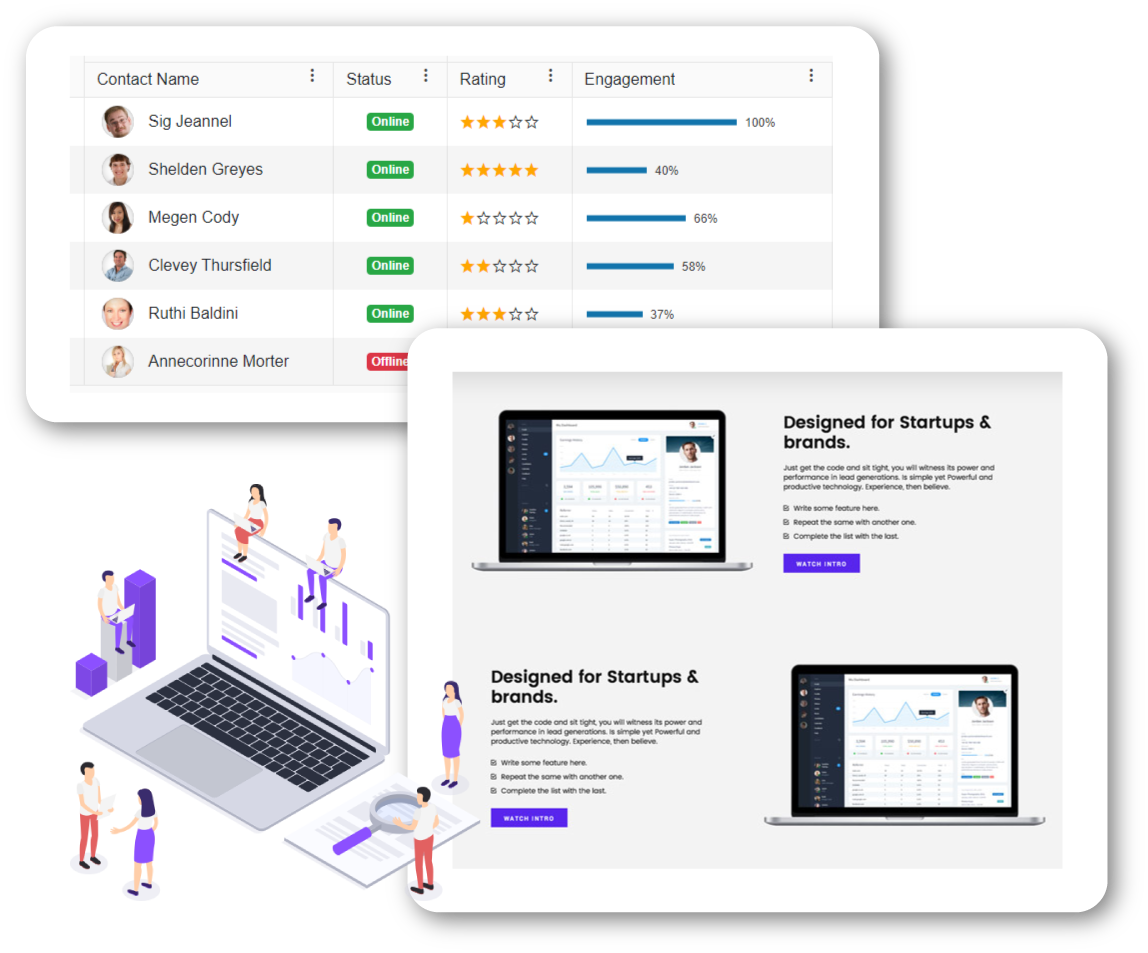 Contact Name Status Rating Engagement
Sig Jeannel Online 100%
Shelden Greyes Online 40%
Megen Cody Online 66%
Clevey Thursfield Online 58%
Ruthi Baldini Online 37%
Annecorinne Morter Offline
Designed for Startups &
brands.
Just get the code and sit tight, you will witness its power and
performance in lead generations. Is simple yet Powerful and
productive technology. Experience, then believe.
Write some feature here.
Repeat the same with another one.
Complete the list with the last.
WATCH INTRO
Designed for Startups &
brands.
Just get the code and sit tight, you will witness its power and
performance in lead generations. Is simple yet Powerful and
productive technology. Experience, then believe.
Write some feature here.
Repeat the same with another one.
Complete the list with the last.
WATCH INTRO